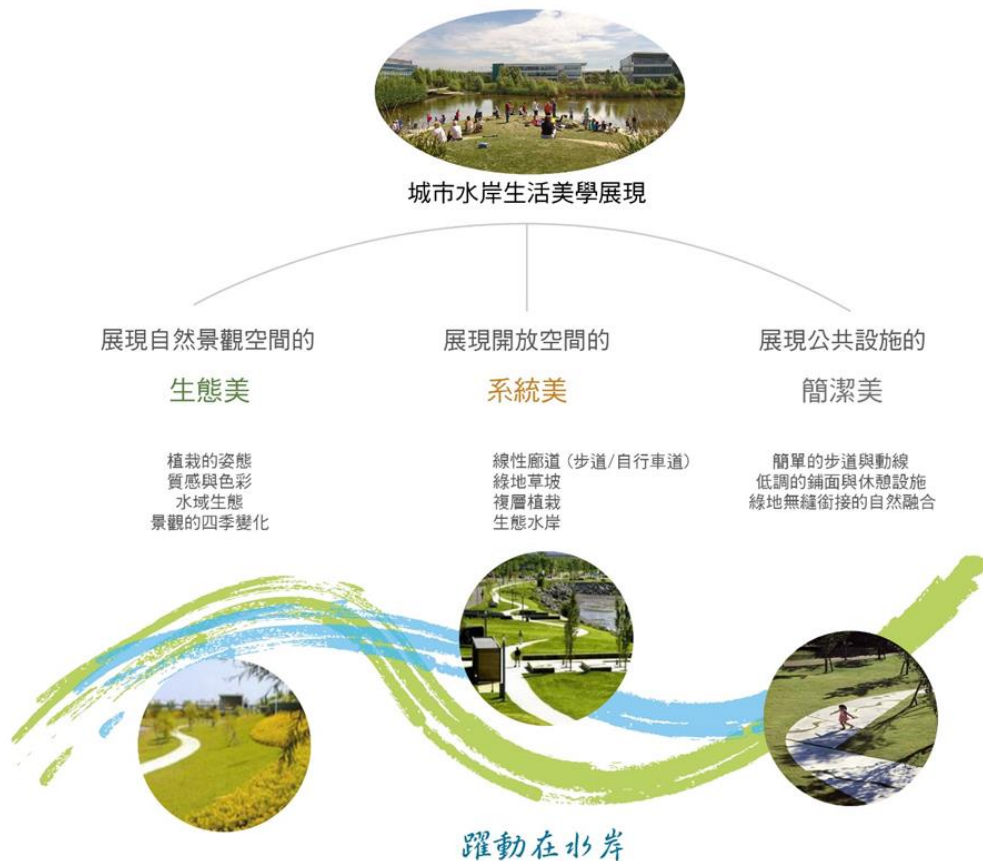 城市水岸生活美學展現
展現自然景觀空間的
生態美
植栽的姿態
質感與色彩
水域生態
景觀的四季變化
展現開放空間的
系統美
線性廊道 (步道/自行車道)
綠地草坡
複層植栽
生態水岸
展現公共設施的
簡潔美
簡單的步道與動線
低調的鋪面與休憩設施
綠地無縫銜接的自然融合
躍動在水岸